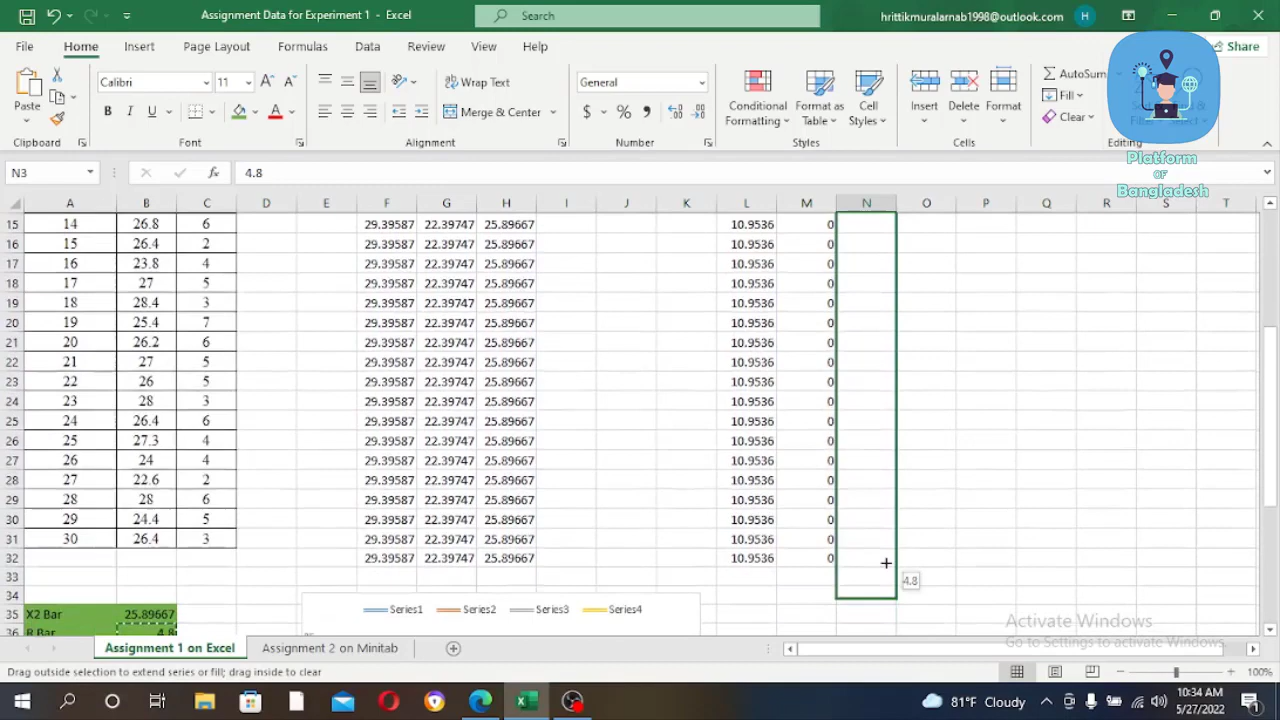 Assignment Data for Experiment 1 - Excel
Search
hrittikmuralarnab1998@outlook.com
H
File Home Insert Page Layout Formulas Data Review View Help
Share
Paste
Calibri 11
Wrap Text
General
Conditional Formatting
Format as Table
Cell Styles
Insert Delete Format
AutoSum
B I U
Merge & Center
$ %
Fill
Clear
Clipboard Font Alignment Number Styles Cells Editing
Platform
OF
Bangladesh
N3 fx 4.8
A B C D E F G H I J K L M N O P Q R S T
15 14 26.8 6 29.39587 22.39747 25.89667 10.9536 0
16 15 26.4 2 29.39587 22.39747 25.89667 10.9536 0
17 16 23.8 4 29.39587 22.39747 25.89667 10.9536 0
18 17 27 5 29.39587 22.39747 25.89667 10.9536 0
19 18 28.4 3 29.39587 22.39747 25.89667 10.9536 0
20 19 25.4 7 29.39587 22.39747 25.89667 10.9536 0
21 20 26.2 6 29.39587 22.39747 25.89667 10.9536 0
22 21 27 5 29.39587 22.39747 25.89667 10.9536 0
23 22 26 5 29.39587 22.39747 25.89667 10.9536 0
24 23 28 3 29.39587 22.39747 25.89667 10.9536 0
25 24 26.4 6 29.39587 22.39747 25.89667 10.9536 0
26 25 27.3 4 29.39587 22.39747 25.89667 10.9536 0
27 26 24 4 29.39587 22.39747 25.89667 10.9536 0
28 27 22.6 2 29.39587 22.39747 25.89667 10.9536 0
29 28 28 6 29.39587 22.39747 25.89667 10.9536 0
30 29 24.4 5 29.39587 22.39747 25.89667 10.9536 0
31 30 26.4 3 29.39587 22.39747 25.89667 10.9536 0
32 29.39587 22.39747 25.89667 10.9536 0
33
4.8
34
35 X2 Bar 25.89667
Series1 Series2 Series3 Series4
36 R Bar 4.8
Activate Windows
Go to Settings to activate Windows.
Assignment 1 on Excel Assignment 2 on Minitab
Drag outside selection to extend series or fill; drag inside to clear
100%
81°F Cloudy
10:34 AM
5/27/2022
1